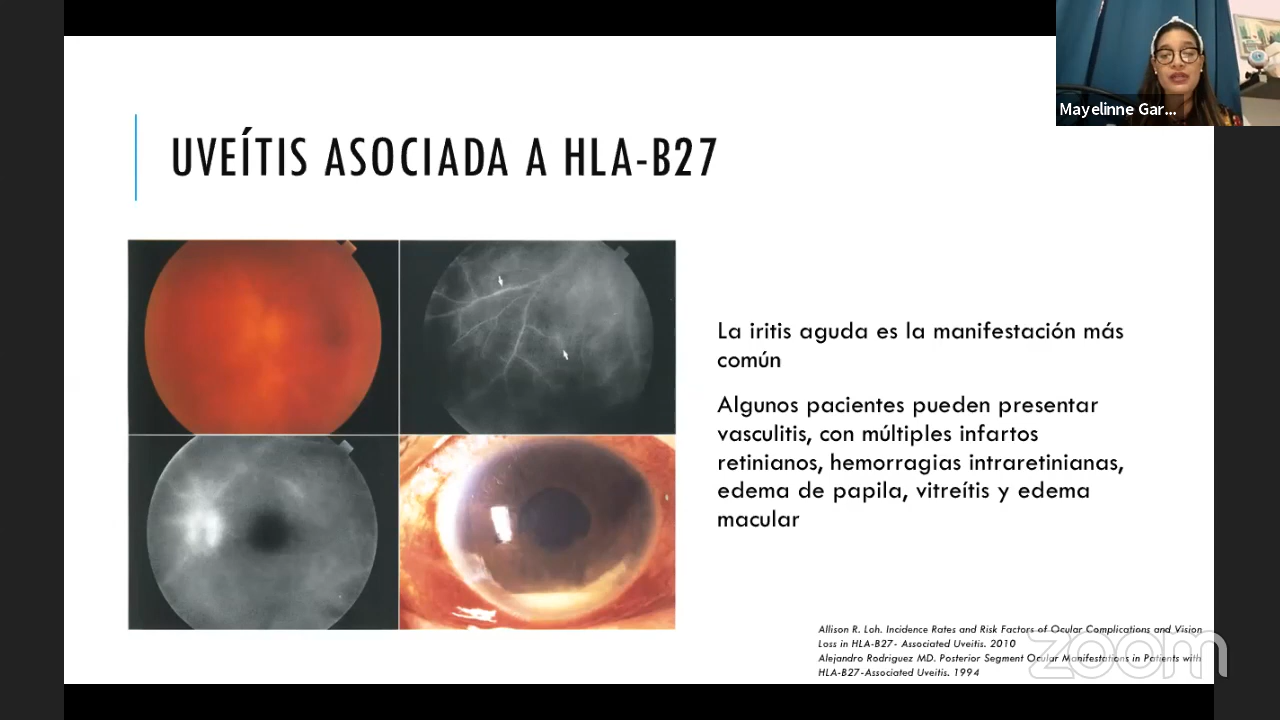 Mayelinne Gar...
UVEÍTIS ASOCIADA A HLA-B27
La iritis aguda es la manifestación más
común
Algunos pacientes pueden presentar
vasculitis, con múltiples infartos
retinianos, hemorragias intraretinianas,
edema de papila, vitreítis y edema
macular
Allison R. Loh. Incidence Rates and Risk Factors of Ocular Complications and Vision
Loss in HLA-B27- Associated Uveitis. 2010
Alejandro Rodriguez MD. Posterior Segment Ocular Manifestations in Patients with
HLA-B27-Associated Uveitis. 1994
zoom